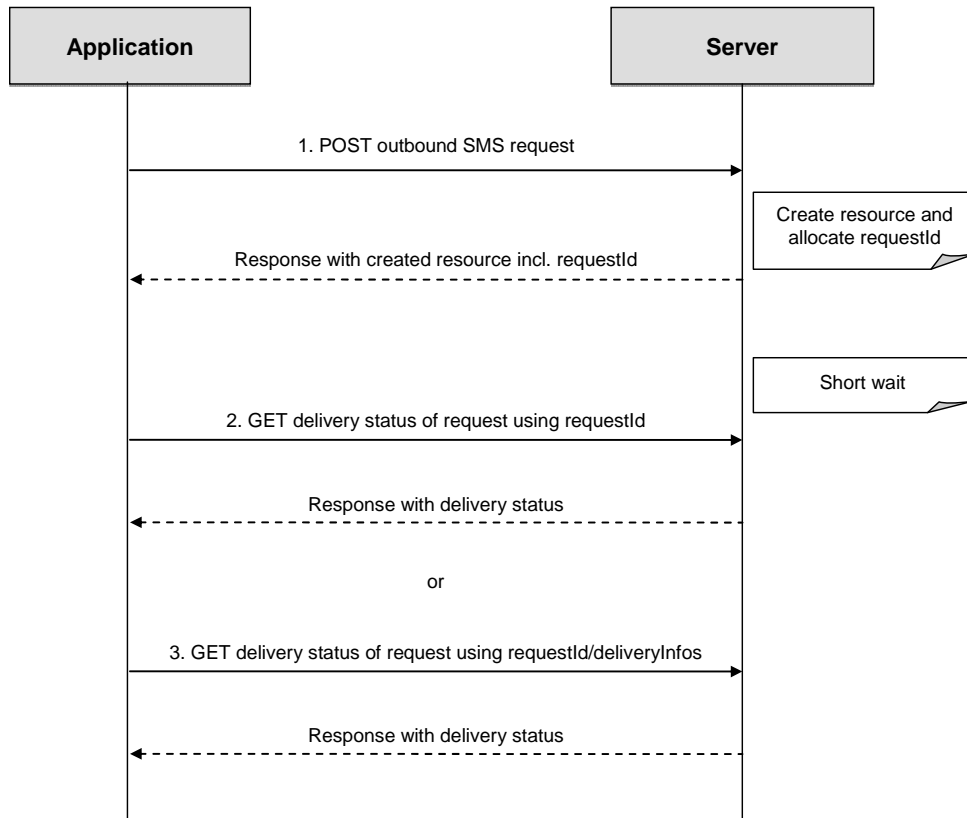 Application
Server
1. POST outbound SMS request
Create resource and
allocate requestId
Response with created resource incl. requestId
Short wait
2. GET delivery status of request using requestId
Response with delivery status
or
3. GET delivery status of request using requestId/deliveryInfos
Response with delivery status